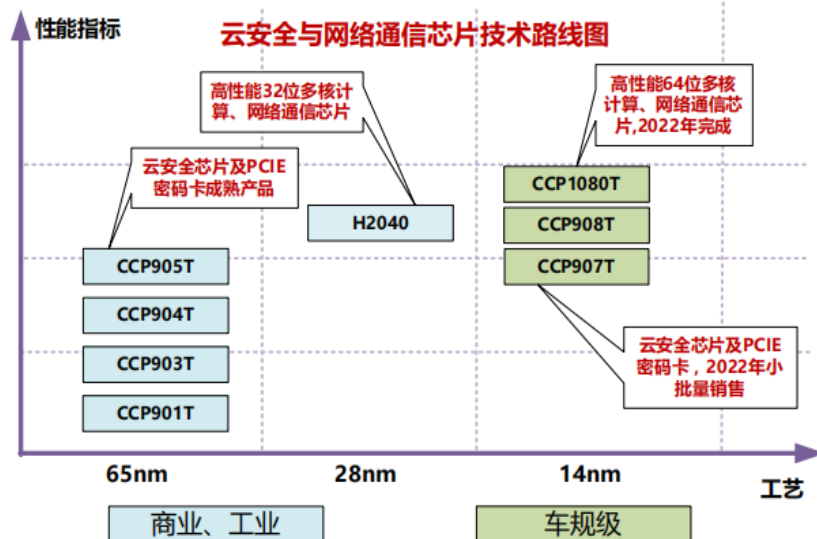 性能指标
云安全与网络通信芯片技术路线图
高性能32位多核计
算、网络通信芯片
高性能64位多核
计算、网络通信芯
片,2022年完成
云安全芯片及PCIE
密码卡成熟产品
CCP1080T
H2040
CCP908T
CCP905T
CCP907T
CCP904T
云安全芯片及PCIE
密码卡，2022年小
批量销售
CCP903T
CCP901T
65nm
28nm
14nm
工艺
商业、工业
车规级